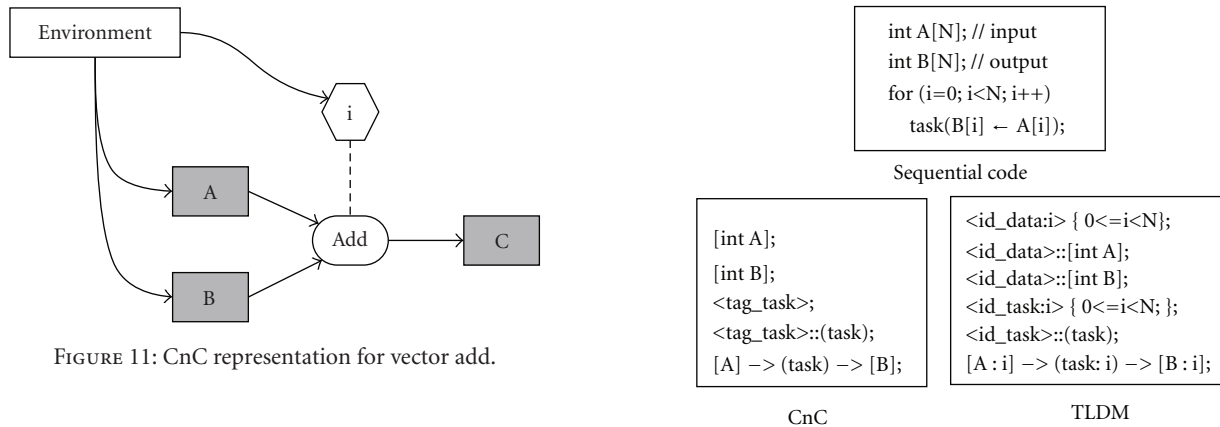 Environment
i
A
Add
C
B
FIGURE 11: CnC representation for vector add.
int A[N]; // input
int B[N]; // output
for (i=0; i<N; i++)
task(B[i] ← A[i]);
Sequential code
[int A];
[int B];
<tag_task>;
<tag_task>::(task);
[A] −> (task) −> [B];
CnC
<id_data:i> { 0<=i<N};
<id_data>::[int A];
<id_data>::[int B];
<id_task:i> { 0<=i<N; };
<id_task>::(task);
[A : i] −> (task: i) −> [B : i];
TLDM